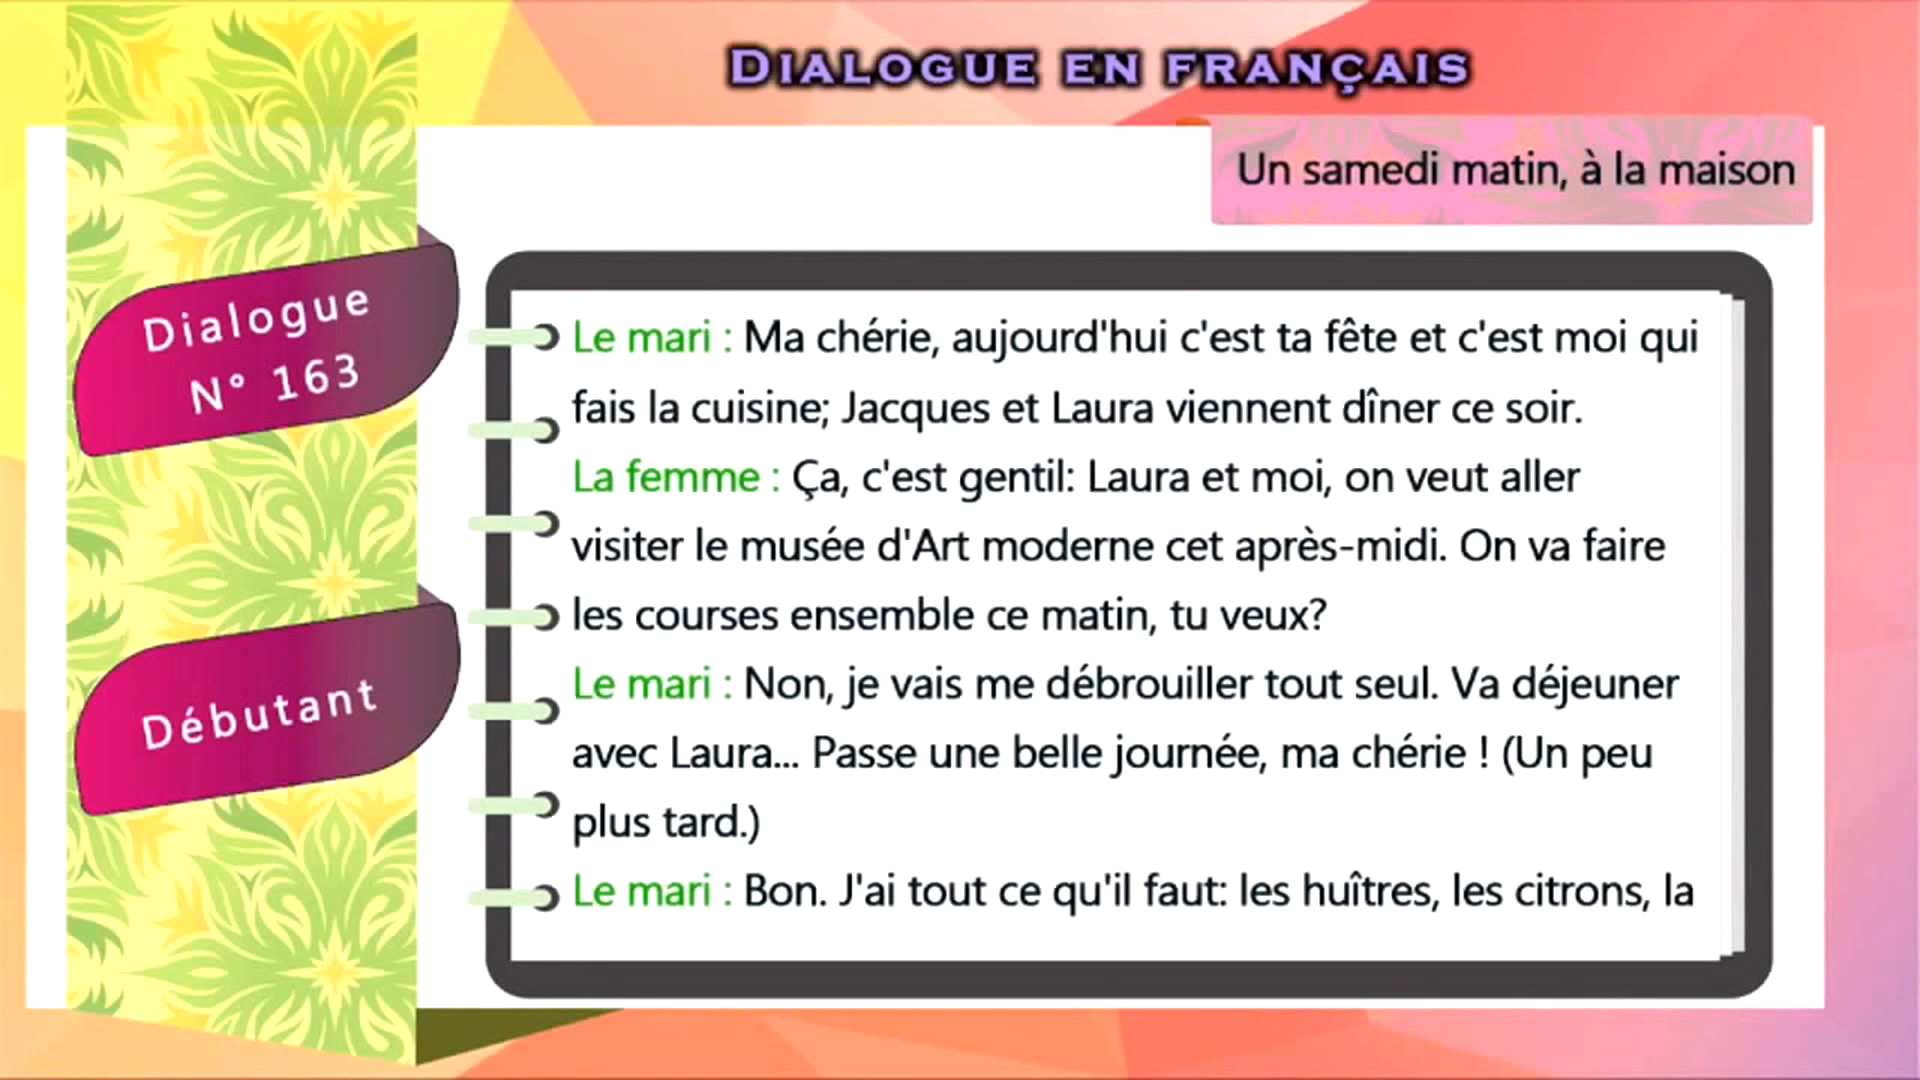 DIALOGUE EN FRANÇAIS
Un samedi matin, à la maison
Dialogue
N° 163
Débutant
Le mari : Ma chérie, aujourd'hui c'est ta fête et c'est moi qui
fais la cuisine; Jacques et Laura viennent dîner ce soir.
La femme : Ça, c'est gentil: Laura et moi, on veut aller
visiter le musée d'Art moderne cet après-midi. On va faire
les courses ensemble ce matin, tu veux?
Le mari : Non, je vais me débrouiller tout seul. Va déjeuner
avec Laura... Passe une belle journée, ma chérie ! (Un peu
plus tard.)
Le mari : Bon. J'ai tout ce qu'il faut: les huîtres, les citrons, la